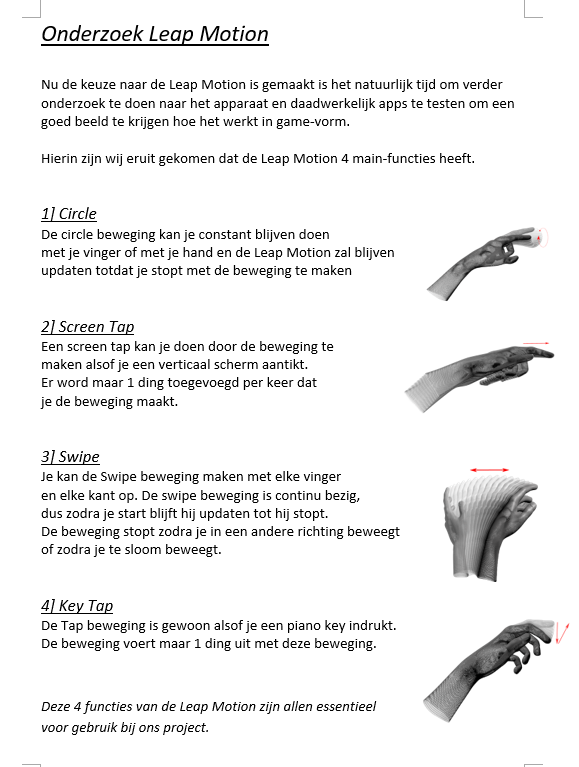 Onderzoek Leap Motion
Nu de keuze naar de Leap Motion is gemaakt is het natuurlijk tijd om verder
onderzoek te doen naar het apparaat en daadwerkelijk apps te testen om een
goed beeld te krijgen hoe het werkt in game-vorm.
Hierin zijn wij eruit gekomen dat de Leap Motion 4 main-functies heeft.
1] Circle
De circle beweging kan je constant blijven doen
met je vinger of met je hand en de Leap Motion zal blijven
updaten totdat je stopt met de beweging te maken
2] Screen Tap
Een screen tap kan je doen door de beweging te
maken alsof je een verticaal scherm aantikt.
Er word maar 1 ding toegevoegd per keer dat
je de beweging maakt.
3] Swipe
Je kan de Swipe beweging maken met elke vinger
en elke kant op. De swipe beweging is continu bezig,
dus zodra je start blijft hij updaten tot hij stopt.
De beweging stopt zodra je in een andere richting beweegt
of zodra je te sloom beweegt.
4] Key Tap
De Tap beweging is gewoon alsof je een piano key indrukt.
De beweging voert maar 1 ding uit met deze beweging.
Deze 4 functies van de Leap Motion zijn allen essentieel
voor gebruik bij ons project.